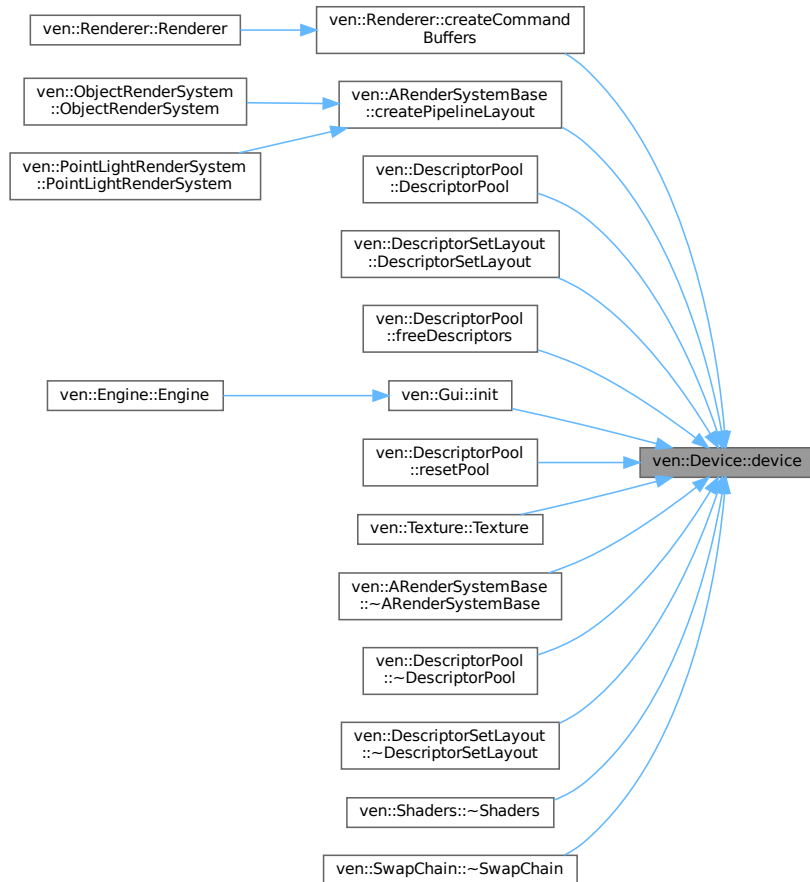 ven::Renderer::Renderer
ven::Renderer::createCommand
Buffers
ven::ObjectRenderSystem
::ObjectRenderSystem
ven::ARenderSystemBase
::createPipelineLayout
ven::PointLightRenderSystem
::PointLightRenderSystem
ven::DescriptorPool
::DescriptorPool
ven::DescriptorSetLayout
::DescriptorSetLayout
ven::DescriptorPool
::freeDescriptors
ven::Engine::Engine
ven::Gui::init
ven::DescriptorPool
::resetPool
ven::Device::device
ven::Texture::Texture
ven::ARenderSystemBase
::~ARenderSystemBase
ven::DescriptorPool
::~DescriptorPool
ven::DescriptorSetLayout
::~DescriptorSetLayout
ven::Shaders::~Shaders
ven::SwapChain::~SwapChain